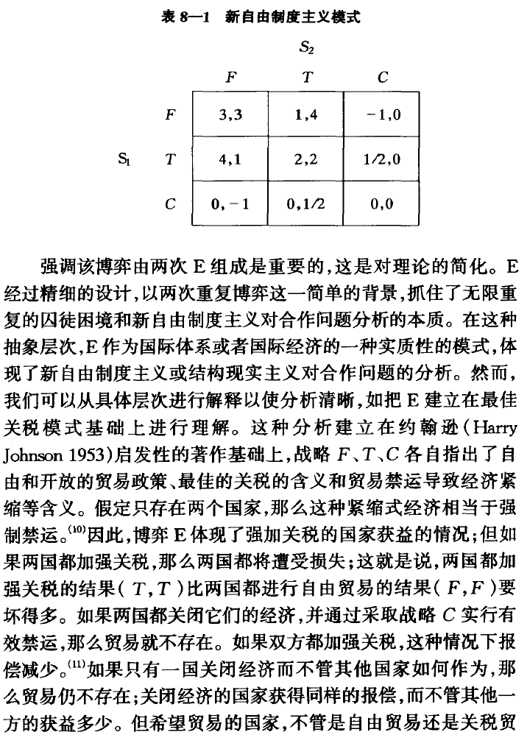 表 8—1 新自由制度主义模式
S₂
F T C
F 3,3 1,4 －1,0
S₁ T 4,1 2,2 1/2,0
C 0,－1 0,1/2 0,0
强调该博弈由两次 E 组成是重要的,这是对理论的简化。E
经过精细的设计,以两次重复博弈这一简单的背景,抓住了无限重
复的囚徒困境和新自由制度主义对合作问题分析的本质。在这种
抽象层次,E 作为国际体系或者国际经济的一种实质性的模式,体
现了新自由制度主义或结构现实主义对合作问题的分析。然而,
我们可以从具体层次进行解释以使分析清晰,如把 E 建立在最佳
关税模式基础上进行理解。这种分析建立在约翰逊(Harry
Johnson 1953)启发性的著作基础上,战略 F、T、C 各自指出了自
由和开放的贸易政策、最佳的关税的含义和贸易禁运导致经济紧
缩等含义。假定只存在两个国家,那么这种紧缩式经济相当于强
制禁运。⁽¹⁰⁾因此,博弈 E 体现了强加关税的国家获益的情况;但如
果两国都加强关税,那么两国都将遭受损失;这就是说,两国都加
强关税的结果( T,T )比两国都进行自由贸易的结果( F,F )要
坏得多。如果两国都关闭它们的经济,并通过采取战略 C 实行有
效禁运,那么贸易就不存在。如果双方都加强关税,这种情况下报
偿减少。⁽¹¹⁾如果只有一国关闭经济而不管其他国家如何作为,那
么贸易仍不存在;关闭经济的国家获得同样的报偿,而不管其他一
方的获益多少。但希望贸易的国家,不管是自由贸易还是关税贸